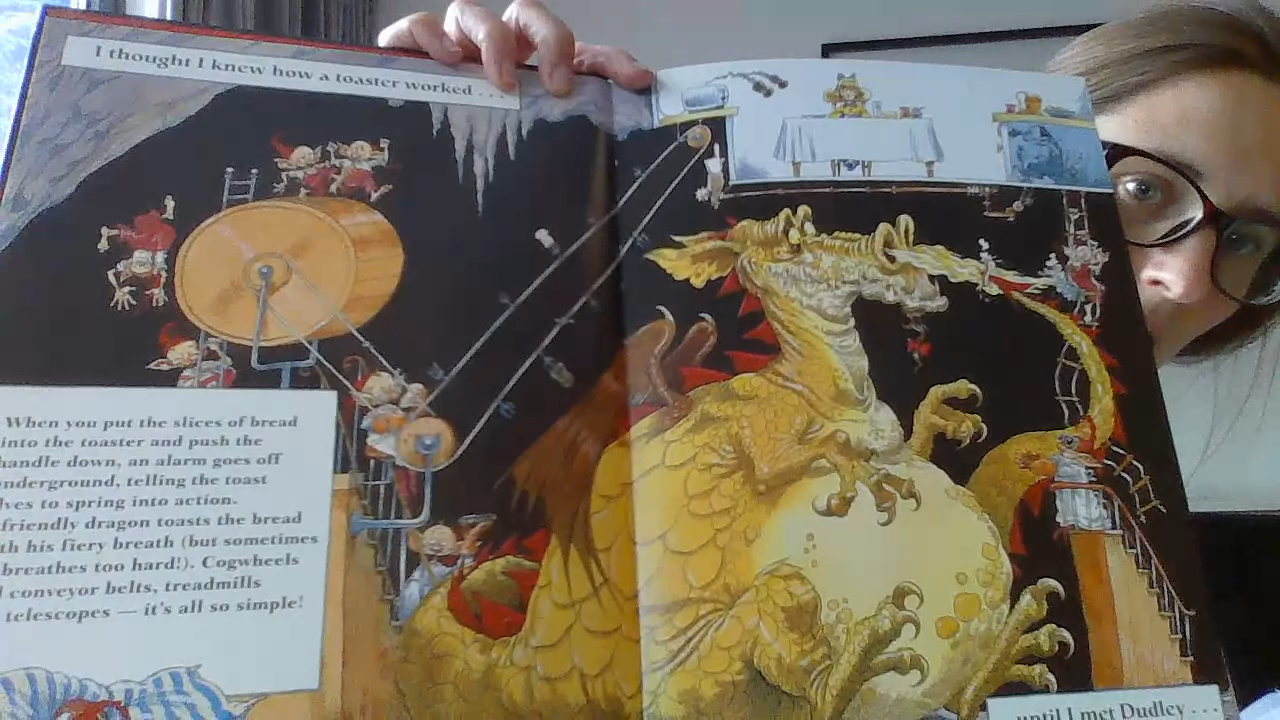 I thought I knew how a toaster worked . . .
When you put the slices of bread
into the toaster and push the
handle down, an alarm goes off
underground, telling the toast
lves to spring into action.
friendly dragon toasts the bread
th his fiery breath (but sometimes
breathes too hard!). Cogwheels
conveyor belts, treadmills
telescopes — it's all so simple!
until I met Dudley . . .